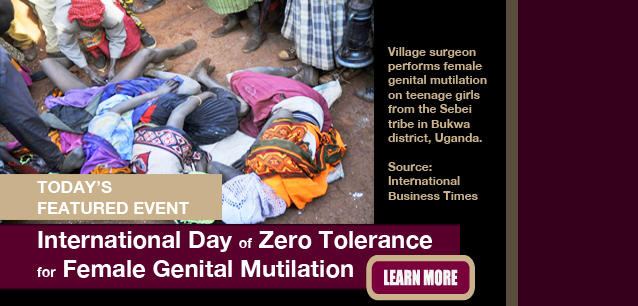 Village surgeon
performs female
genital mutilation
on teenage girls
from the Sebei
tribe in Bukwa
district, Uganda.
Source:
International
Business Times
TODAY'S
FEATURED EVENT
International Day of Zero Tolerance
for Female Genital Mutilation
LEARN MORE